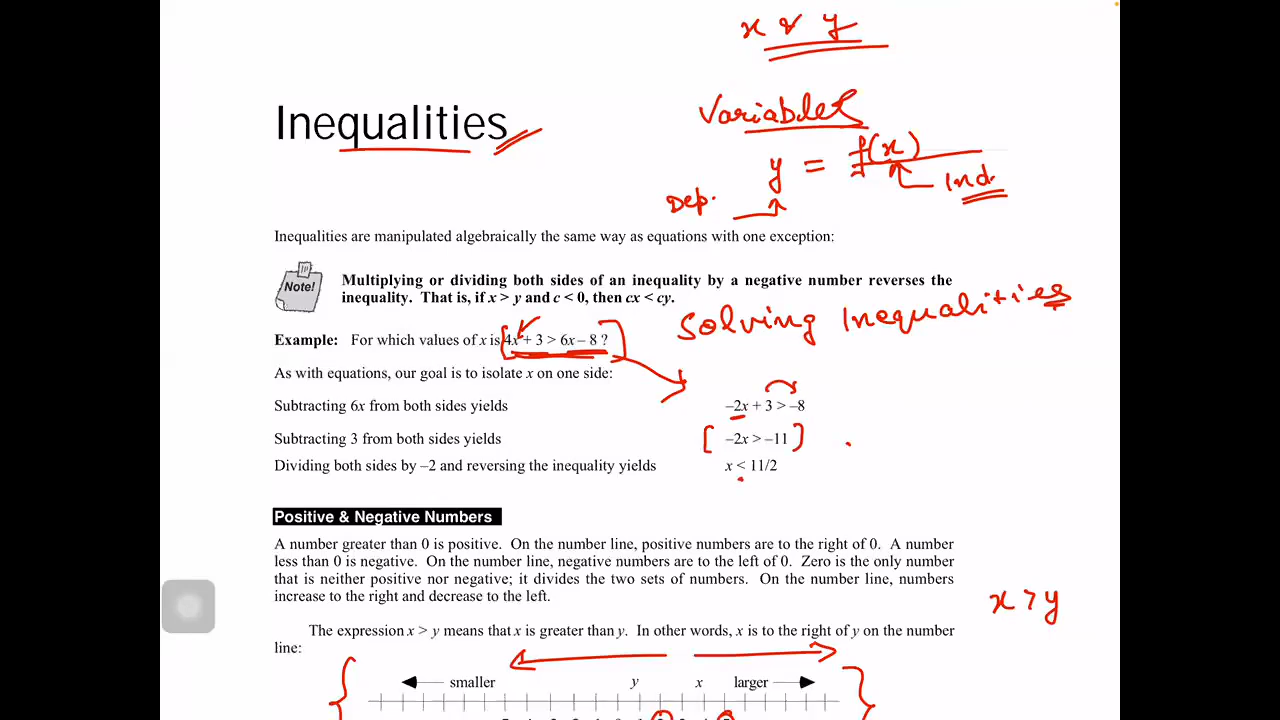 x & y
Inequalities
Variables
y = f(x)
Ind.
Dep.
Inequalities are manipulated algebraically the same way as equations with one exception:
Note!
Multiplying or dividing both sides of an inequality by a negative number reverses the
inequality. That is, if x > y and c < 0, then cx < cy.
Solving Inequalities
Example: For which values of x is 4x + 3 > 6x – 8 ?
As with equations, our goal is to isolate x on one side:
Subtracting 6x from both sides yields –2x + 3 > –8
Subtracting 3 from both sides yields –2x > –11
Dividing both sides by –2 and reversing the inequality yields x < 11/2
Positive & Negative Numbers
A number greater than 0 is positive. On the number line, positive numbers are to the right of 0. A number
less than 0 is negative. On the number line, negative numbers are to the left of 0. Zero is the only number
that is neither positive nor negative; it divides the two sets of numbers. On the number line, numbers
increase to the right and decrease to the left.
x > y
The expression x > y means that x is greater than y. In other words, x is to the right of y on the number
line:
smaller y x larger